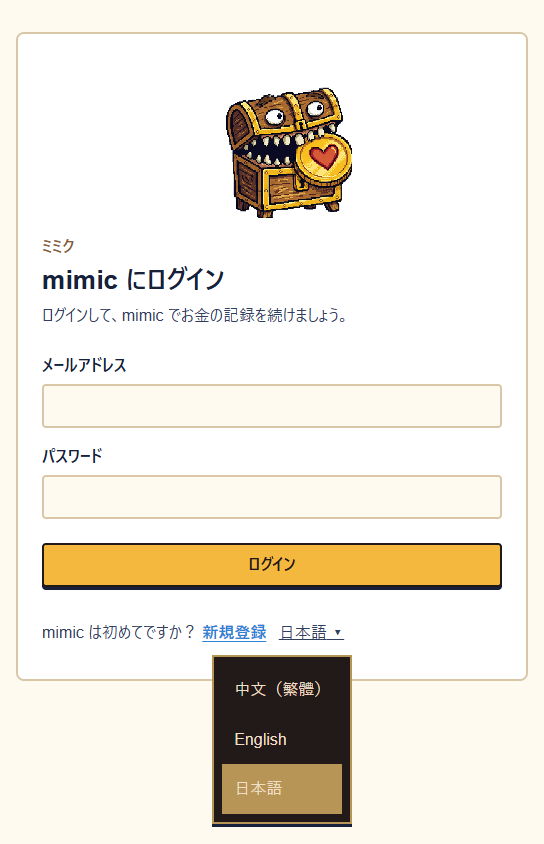 ミミク
mimic にログイン
ログインして、mimic でお金の記録を続けましょう。
メールアドレス
パスワード
ログイン
mimic は初めてですか？ 新規登録 日本語 ▼
中文（繁體）
English
日本語